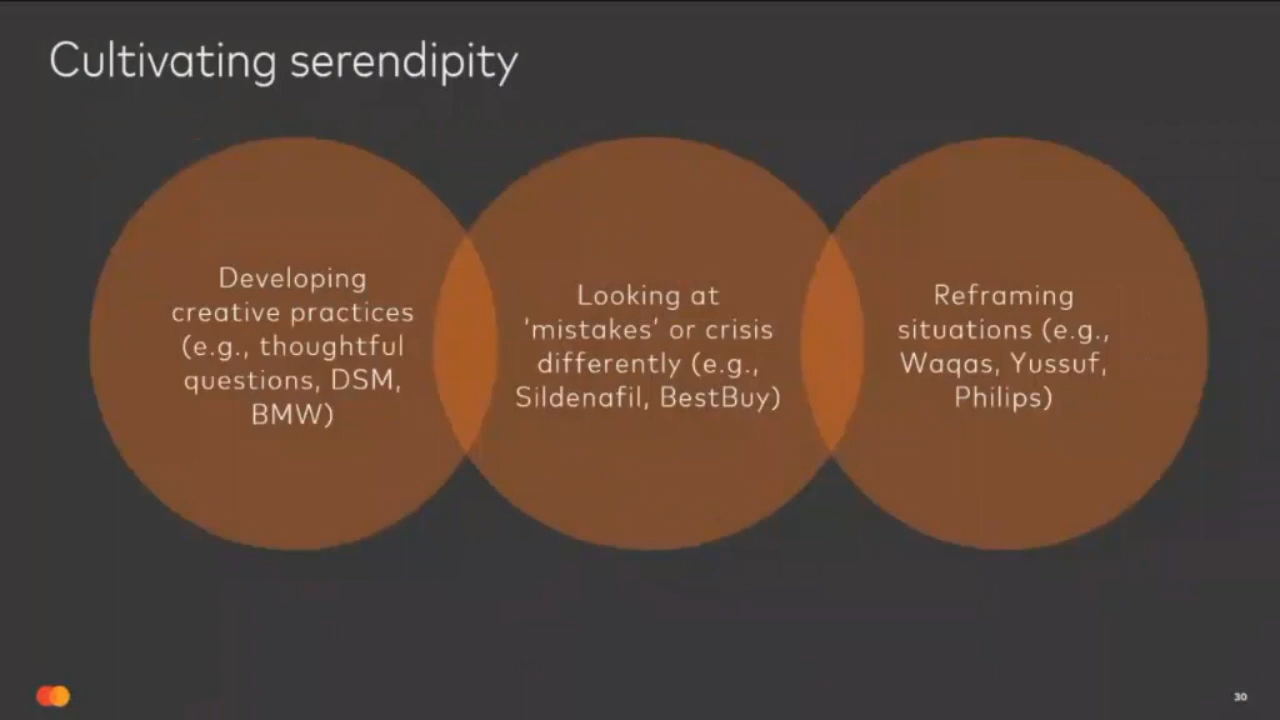 Cultivating serendipity
Developing
creative practices
(e.g., thoughtful
questions, DSM,
BMW)
Looking at
'mistakes' or crisis
differently (e.g.,
Sildenafil, BestBuy)
Reframing
situations (e.g.,
Waqas, Yussuf,
Philips)
30